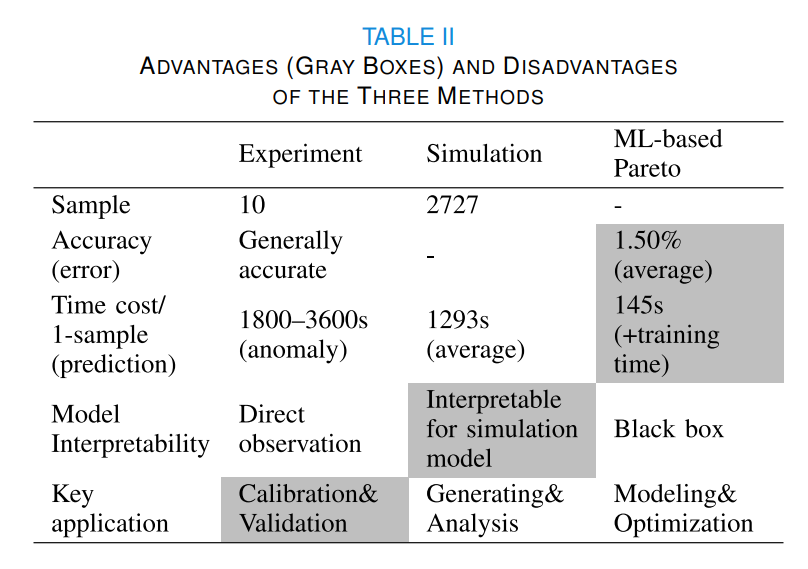 TABLE II
ADVANTAGES (GRAY BOXES) AND DISADVANTAGES
OF THE THREE METHODS
Experiment Simulation ML-based Pareto
Sample 10 2727 -
Accuracy (error) Generally accurate - 1.50% (average)
Time cost/ 1-sample (prediction) 1800–3600s (anomaly) 1293s (average) 145s (+training time)
Model Interpretability Direct observation Interpretable for simulation model Black box
Key application Calibration& Validation Generating& Analysis Modeling& Optimization